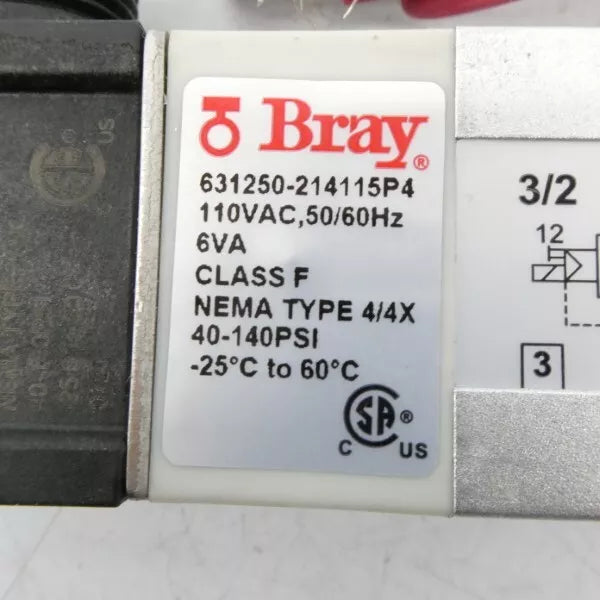 Bray®
631250-214115P4
110VAC,50/60Hz
6VA
CLASS F
NEMA TYPE 4/4X
40-140PSI
-25°C to 60°C
CSA®
C US
3/2
12
3